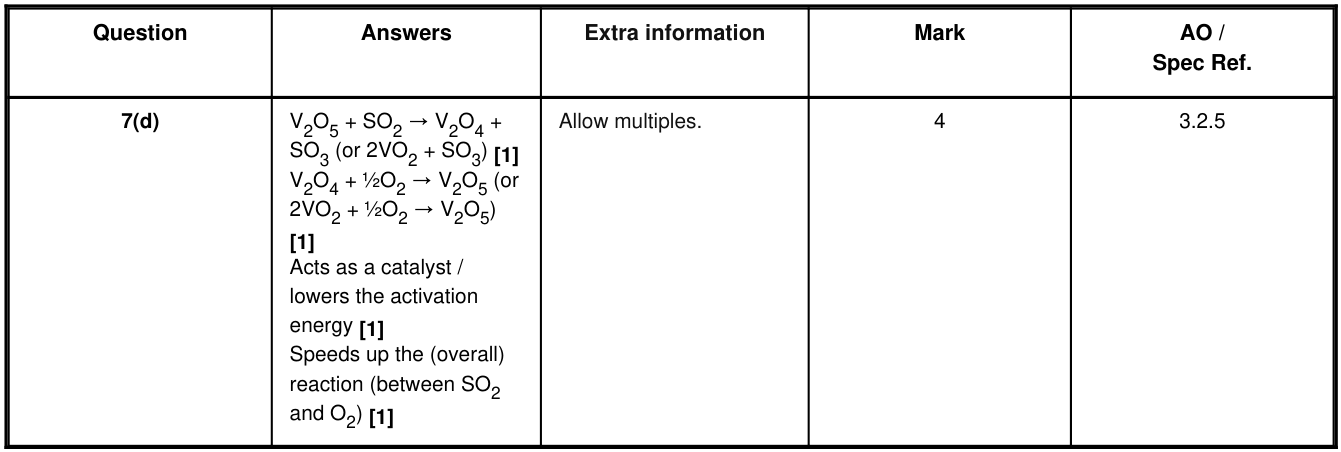 Question Answers Extra information Mark AO /
Spec Ref.
7(d) V₂O₅ + SO₂ → V₂O₄ + Allow multiples. 4 3.2.5
SO₃ (or 2VO₂ + SO₃) [1]
V₂O₄ + ½O₂ → V₂O₅ (or
2VO₂ + ½O₂ → V₂O₅)
[1]
Acts as a catalyst /
lowers the activation
energy [1]
Speeds up the (overall)
reaction (between SO₂
and O₂) [1]